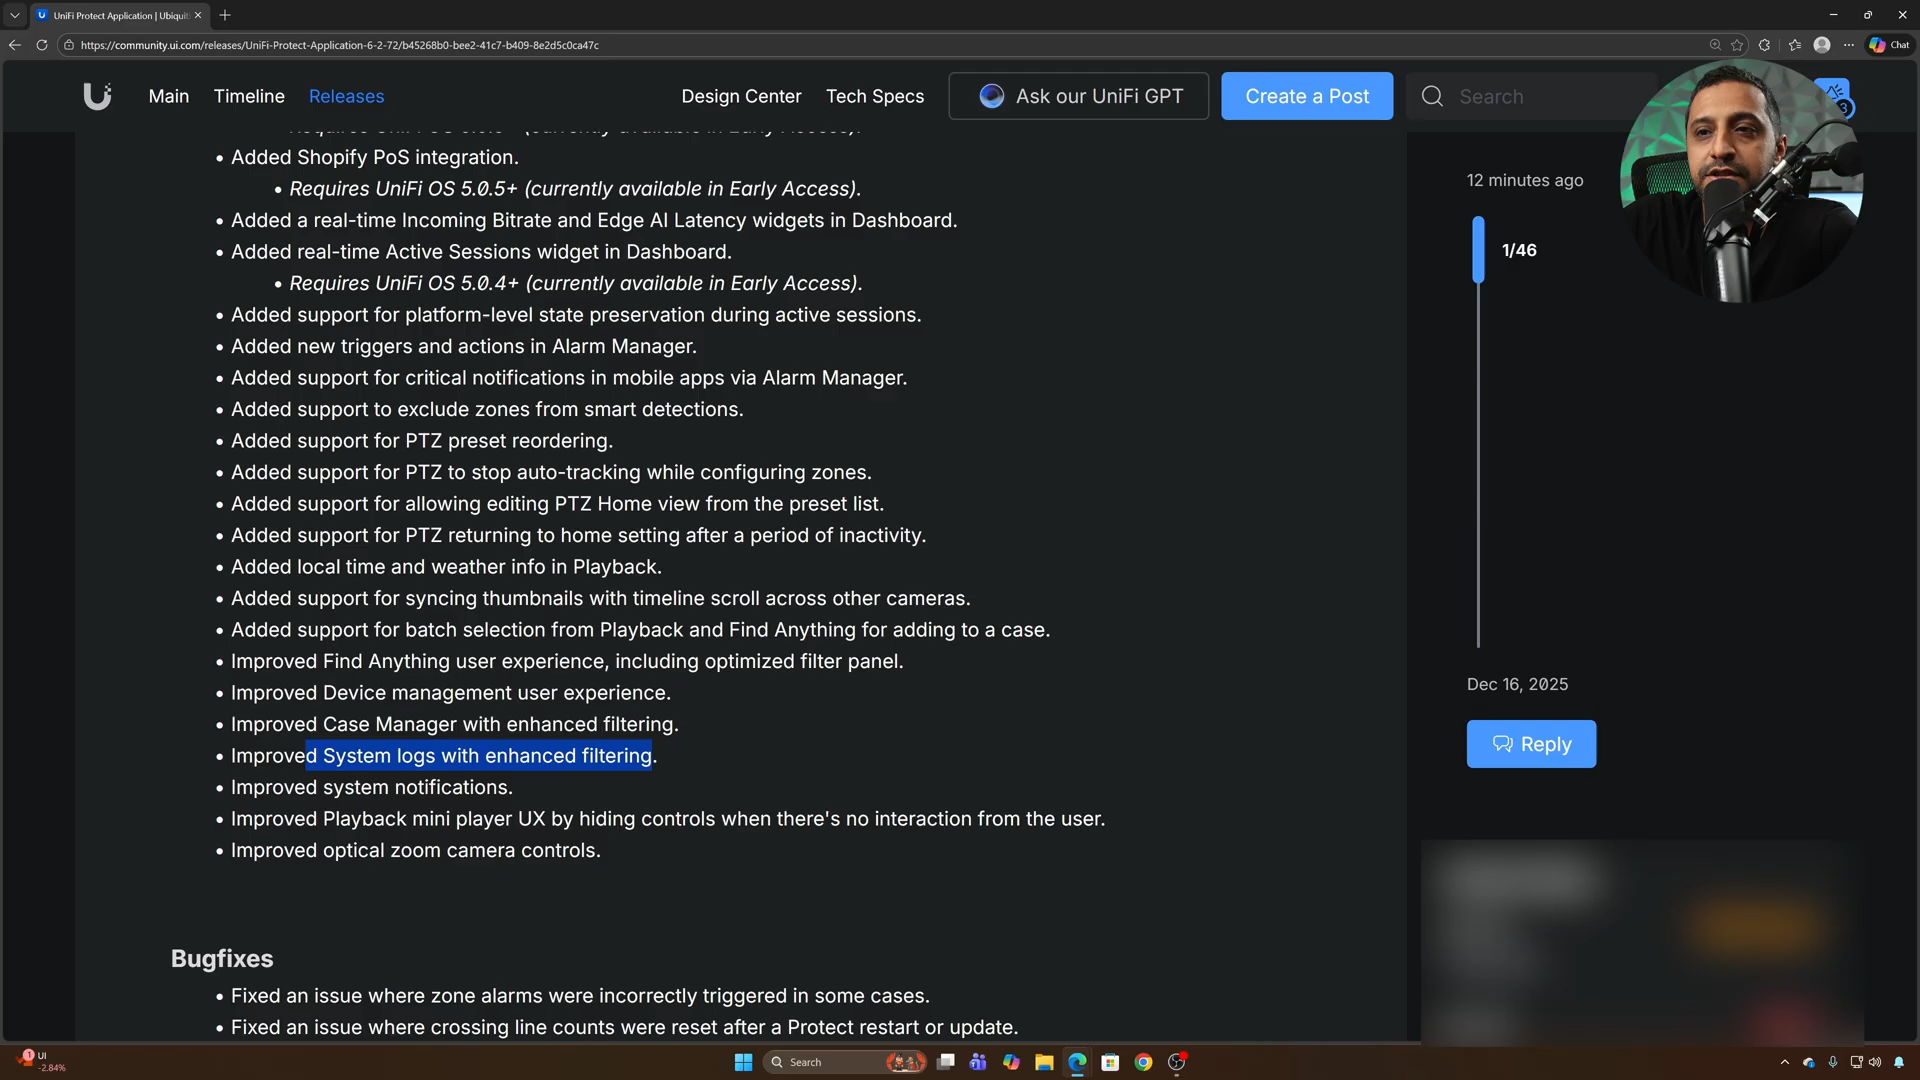 UniFi Protect Application | Ubiquiti
https://community.ui.com/releases/UniFi-Protect-Application-6-2-72/b45268b0-bee2-41c7-b409-8e2d5c0ca47c
Chat
Main
Timeline
Releases
Design Center
Tech Specs
Ask our UniFi GPT
Create a Post
Search
3
• Added Shopify PoS integration.
• Requires UniFi OS 5.0.5+ (currently available in Early Access).
• Added a real-time Incoming Bitrate and Edge AI Latency widgets in Dashboard.
• Added real-time Active Sessions widget in Dashboard.
• Requires UniFi OS 5.0.4+ (currently available in Early Access).
• Added support for platform-level state preservation during active sessions.
• Added new triggers and actions in Alarm Manager.
• Added support for critical notifications in mobile apps via Alarm Manager.
• Added support to exclude zones from smart detections.
• Added support for PTZ preset reordering.
• Added support for PTZ to stop auto-tracking while configuring zones.
• Added support for allowing editing PTZ Home view from the preset list.
• Added support for PTZ returning to home setting after a period of inactivity.
• Added local time and weather info in Playback.
• Added support for syncing thumbnails with timeline scroll across other cameras.
• Added support for batch selection from Playback and Find Anything for adding to a case.
• Improved Find Anything user experience, including optimized filter panel.
• Improved Device management user experience.
• Improved Case Manager with enhanced filtering.
• Improved System logs with enhanced filtering.
• Improved system notifications.
• Improved Playback mini player UX by hiding controls when there's no interaction from the user.
• Improved optical zoom camera controls.
Bugfixes
• Fixed an issue where zone alarms were incorrectly triggered in some cases.
• Fixed an issue where crossing line counts were reset after a Protect restart or update.
12 minutes ago
1/46
Dec 16, 2025
Reply
1
UI
-2.84%
Search